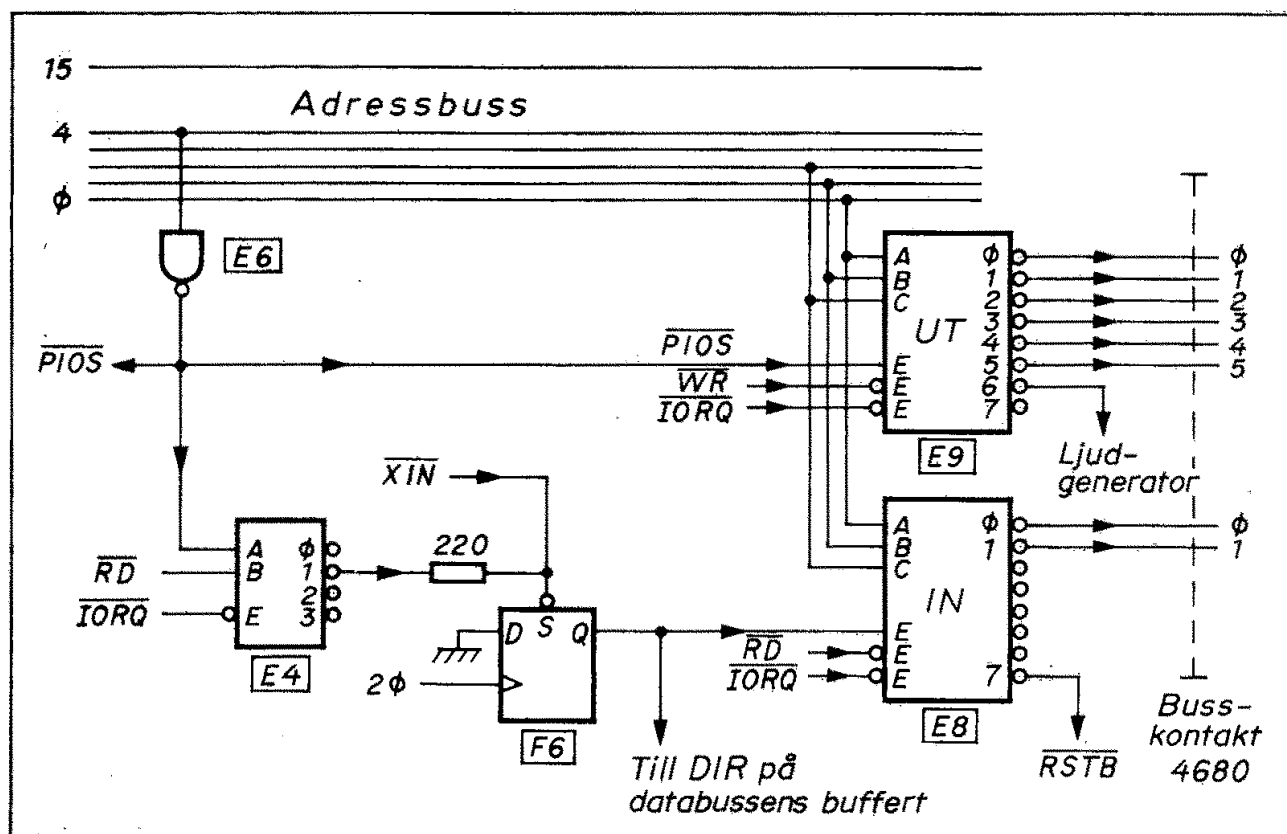 15
Adressbuss
4
φ
E6
PIOS
PIOS
WR
IORQ
A
B
C
E
E
E
UT
φ
1
2
3
4
5
6
7
E9
φ
1
2
3
4
5
Ljud-
generator
XIN
220
RD
IORQ
A
B
E
φ
1
2
3
E4
D
S
Q
2φ
F6
RD
IORQ
A
B
C
E
E
E
IN
φ
1
7
E8
φ
1
Till DIR på
databussens buffert
RSTB
Buss-
kontakt
4680